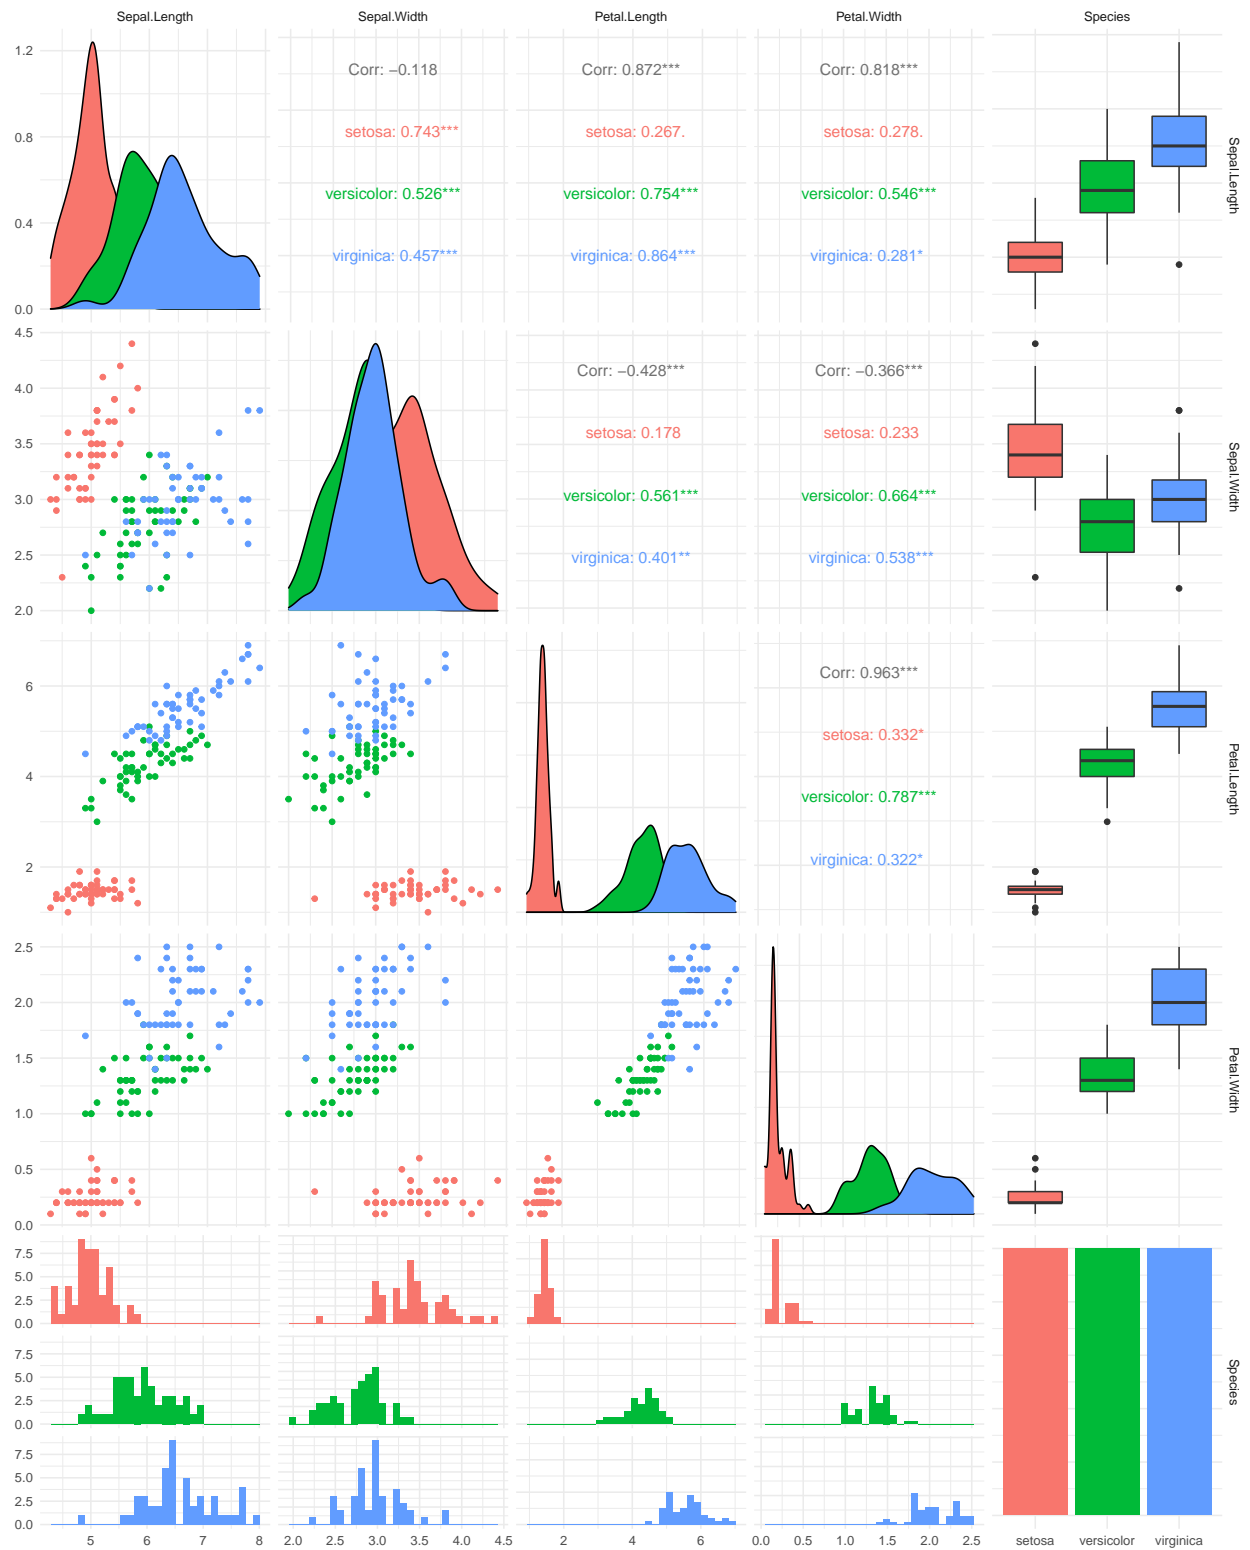 Sepal.Length Sepal.Width Petal.Length Petal.Width Species
1.2
0.8
0.4
0.0
Corr: −0.118
setosa: 0.743***
versicolor: 0.526***
virginica: 0.457***
Corr: 0.872***
setosa: 0.267.
versicolor: 0.754***
virginica: 0.864***
Corr: 0.818***
setosa: 0.278.
versicolor: 0.546***
virginica: 0.281*
Sepal.Length
4.5
4.0
3.5
3.0
2.5
2.0
Corr: −0.428***
setosa: 0.178
versicolor: 0.561***
virginica: 0.401**
Corr: −0.366***
setosa: 0.233
versicolor: 0.664***
virginica: 0.538***
Sepal.Width
6
4
2
Corr: 0.963***
setosa: 0.332*
versicolor: 0.787***
virginica: 0.322*
Petal.Length
2.5
2.0
1.5
1.0
0.5
0.0
Petal.Width
7.5
5.0
2.5
0.0
7.5
5.0
2.5
0.0
7.5
5.0
2.5
0.0
Species
5 6 7 8
2.0 2.5 3.0 3.5 4.0 4.5
2 4 6
0.0 0.5 1.0 1.5 2.0 2.5
setosa versicolor virginica